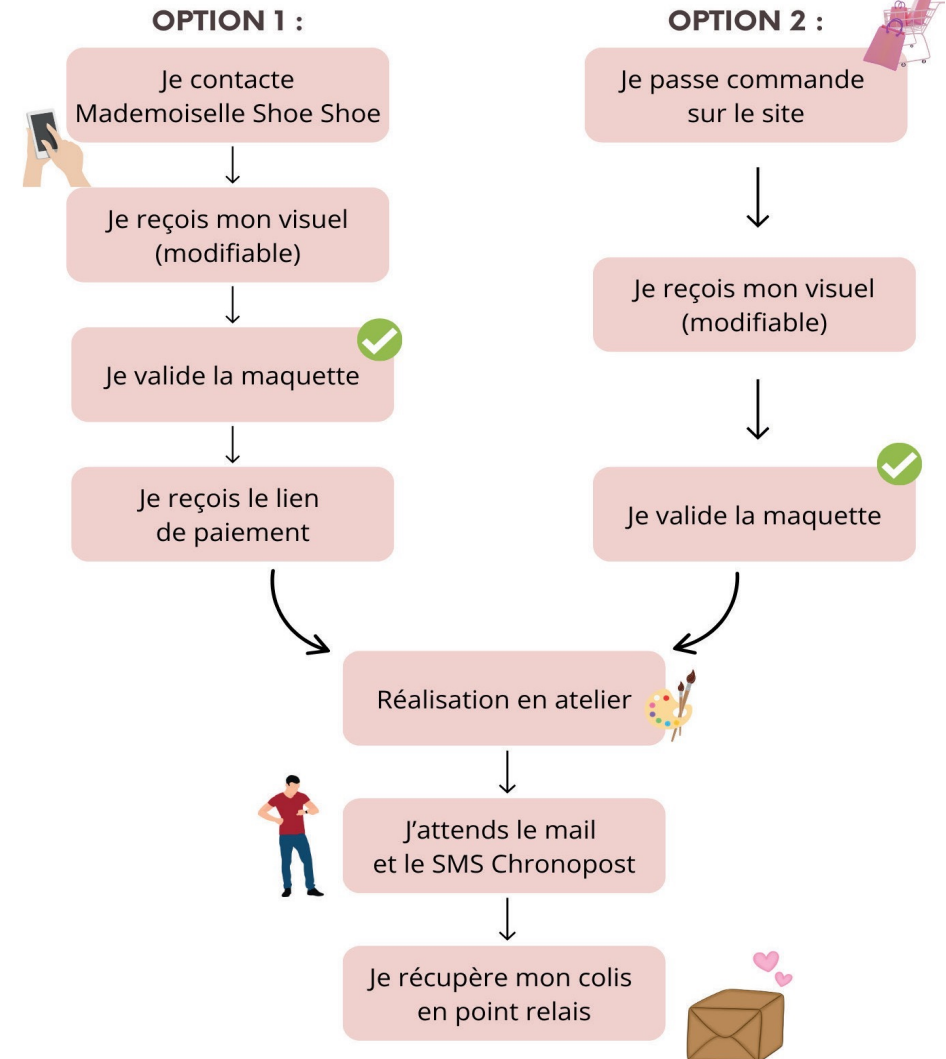 OPTION 1 :
Je contacte
Mademoiselle Shoe Shoe
Je reçois mon visuel
(modifiable)
Je valide la maquette
Je reçois le lien
de paiement
OPTION 2 :
Je passe commande
sur le site
Je reçois mon visuel
(modifiable)
Je valide la maquette
Réalisation en atelier
J’attends le mail
et le SMS Chronopost
Je récupère mon colis
en point relais